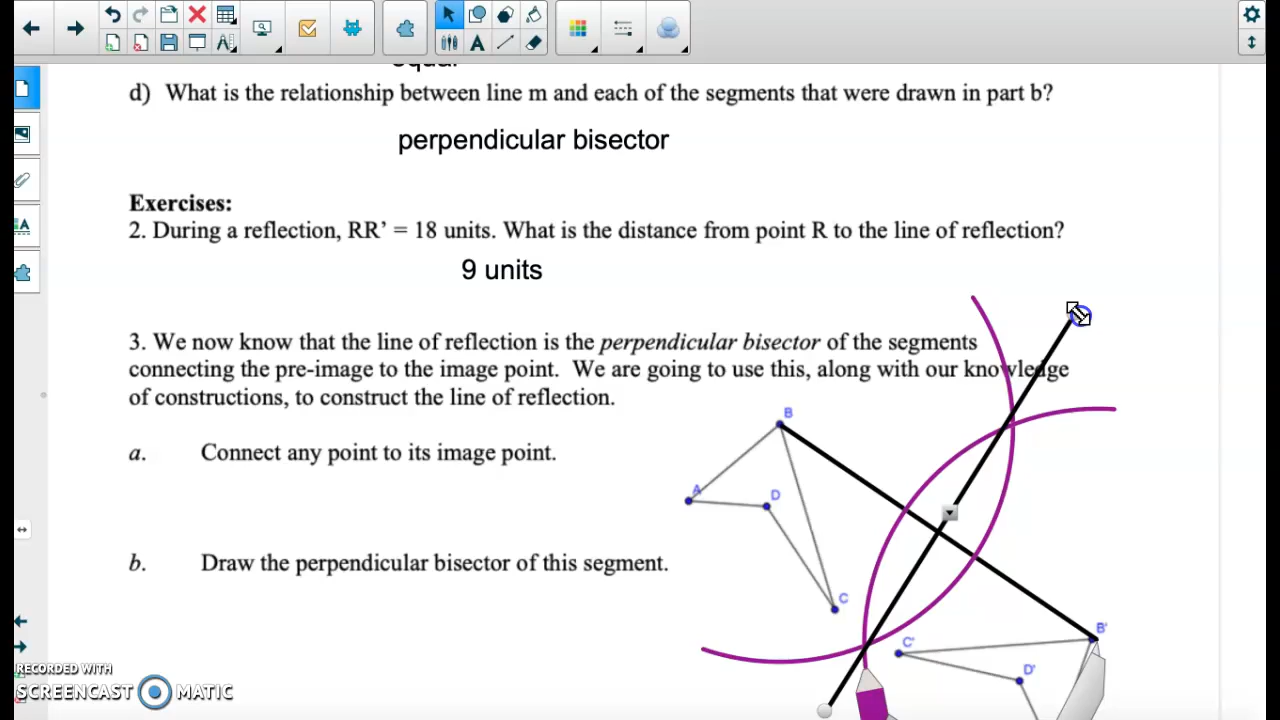 equal
d) What is the relationship between line m and each of the segments that were drawn in part b?
perpendicular bisector
Exercises:
2. During a reflection, RR’ = 18 units. What is the distance from point R to the line of reflection?
9 units
3. We now know that the line of reflection is the perpendicular bisector of the segments
connecting the pre-image to the image point. We are going to use this, along with our knowledge
of constructions, to construct the line of reflection.
B
a. Connect any point to its image point.
A
D
b. Draw the perpendicular bisector of this segment.
C
B'
C'
D'
RECORDED WITH
SCREENCAST MATIC